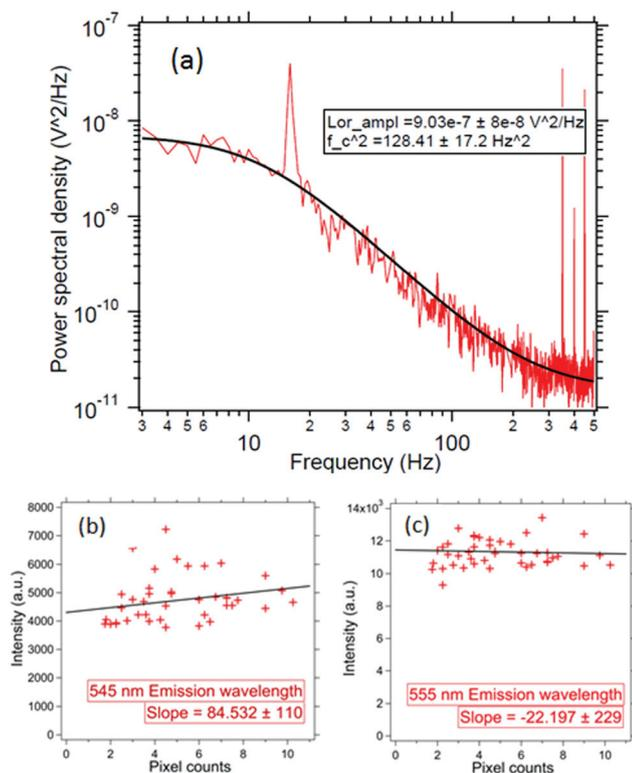 10^-7
(a)
10^-8
Lor_ampl =9.03e-7 ± 8e-8 V^2/Hz
f_c^2 =128.41 ± 17.2 Hz^2
10^-9
10^-10
10^-11
Power spectral density (V^2/Hz)
3 4 5 6 10 2 3 4 5 6 100 2 3 4 5
Frequency (Hz)
(b)
8000
7000
6000
5000
4000
3000
2000
1000
0
Intensity (a.u.)
545 nm Emission wavelength
Slope = 84.532 ± 110
0 2 4 6 8 10
Pixel counts
(c)
14x10³
12
10
8
6
4
2
0
Intensity (a.u.)
555 nm Emission wavelength
Slope = -22.197 ± 229
0 2 4 6 8 10
Pixel counts